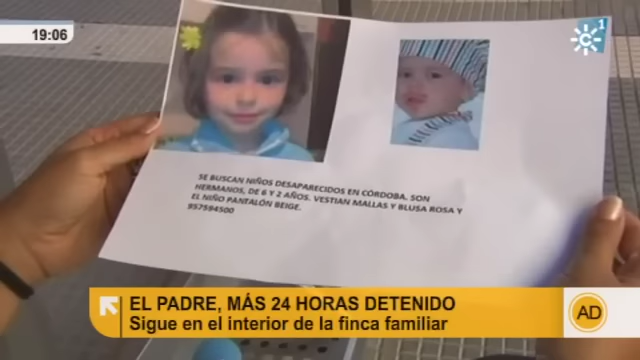 19:06
1
SE BUSCAN NIÑOS DESAPARECIDOS EN CÓRDOBA. SON
HERMANOS, DE 6 Y 2 AÑOS. VESTIAN MALLAS Y BLUSA ROSA Y
EL NIÑO PANTALÓN BEIGE.
957594500
EL PADRE, MÁS 24 HORAS DETENIDO
Sigue en el interior de la finca familiar
AD